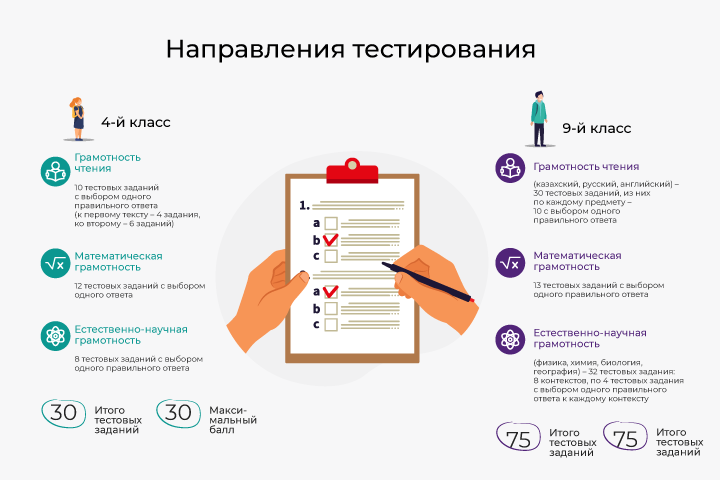 Направления тестирования
4-й класс
Грамотность
чтения
10 тестовых заданий
с выбором одного
правильного ответа
(к первому тексту – 4 задания,
ко второму – 6 заданий)
Математическая
грамотность
12 тестовых заданий с выбором
одного ответа
Естественно-научная
грамотность
8 тестовых заданий с выбором
одного правильного ответа
30
Итого
тестовых
заданий
30
Макси-
мальный
балл
1.
a
b
c
a
b
c
9-й класс
Грамотность чтения
(казахский, русский, английский) –
30 тестовых заданий, из них
по каждому предмету –
10 с выбором одного
правильного ответа
Математическая
грамотность
13 тестовых заданий с выбором
одного правильного ответа
Естественно-научная
грамотность
(физика, химия, биология,
география) – 32 тестовых задания:
8 контекстов, по 4 тестовых задания
с выбором одного правильного
ответа к каждому контексту
75
Итого
тестовых
заданий
75
Итого
тестовых
заданий